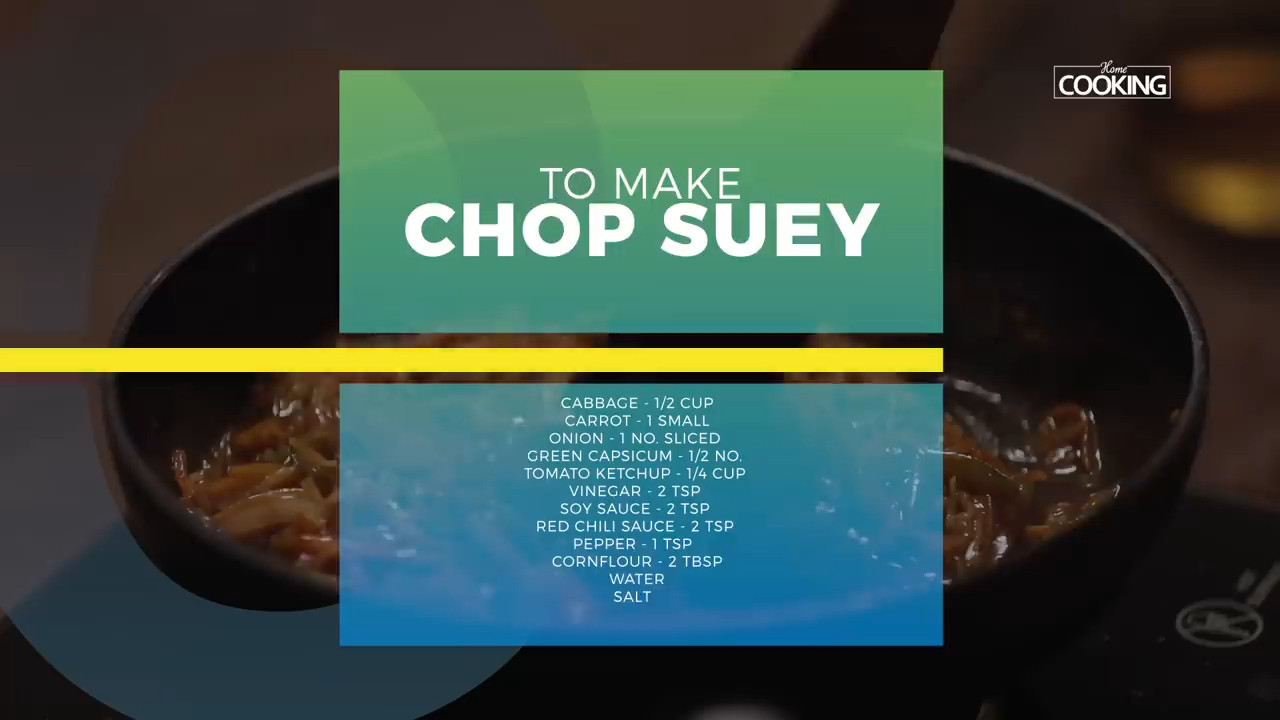 Home
COOKING
TO MAKE
CHOP SUEY
CABBAGE - 1/2 CUP
CARROT - 1 SMALL
ONION - 1 NO. SLICED
GREEN CAPSICUM - 1/2 NO.
TOMATO KETCHUP - 1/4 CUP
VINEGAR - 2 TSP
SOY SAUCE - 2 TSP
RED CHILI SAUCE - 2 TSP
PEPPER - 1 TSP
CORNFLOUR - 2 TBSP
WATER
SALT